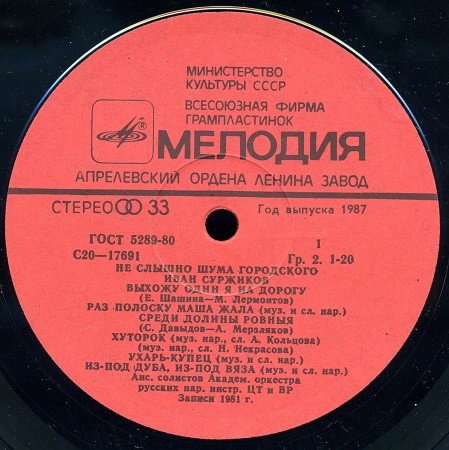 МИНИСТЕРСТВО
КУЛЬТУРЫ СССР
ВСЕСОЮЗНАЯ ФИРМА
ГРАМПЛАСТИНОК
®
МЕЛОДИЯ
АПРЕЛЕВСКИЙ ОРДЕНА ЛЕНИНА ЗАВОД
СТЕРЕО 33 Год выпуска 1987
ГОСТ 5289-80 1
С20—17691 Гр. 2. 1-20
НЕ СЛЫШНО ШУМА ГОРОДСКОГО
ИВАН СУРЖИКОВ
ВЫХОЖУ ОДИН Я НА ДОРОГУ
(Е. Шашина—М. Лермонтов)
РАЗ ПОЛОСКУ МАША ЖАЛА (муз. и сл. нар.)
СРЕДИ ДОЛИНЫ РОВНЫЯ
(С. Давыдов—А. Мерзляков)
ХУТОРОК (муз. нар., сл. А. Кольцова)
(муз. нар., сл. Н. Некрасова)
УХАРЬ-КУПЕЦ (муз. и сл. нар.)
ИЗ-ПОД ДУБА, ИЗ-ПОД ВЯЗА (муз. и сл. нар.)
Анс. солистов Академ. оркестра
русских нар. инстр. ЦТ и ВР
Записи 1981 г.